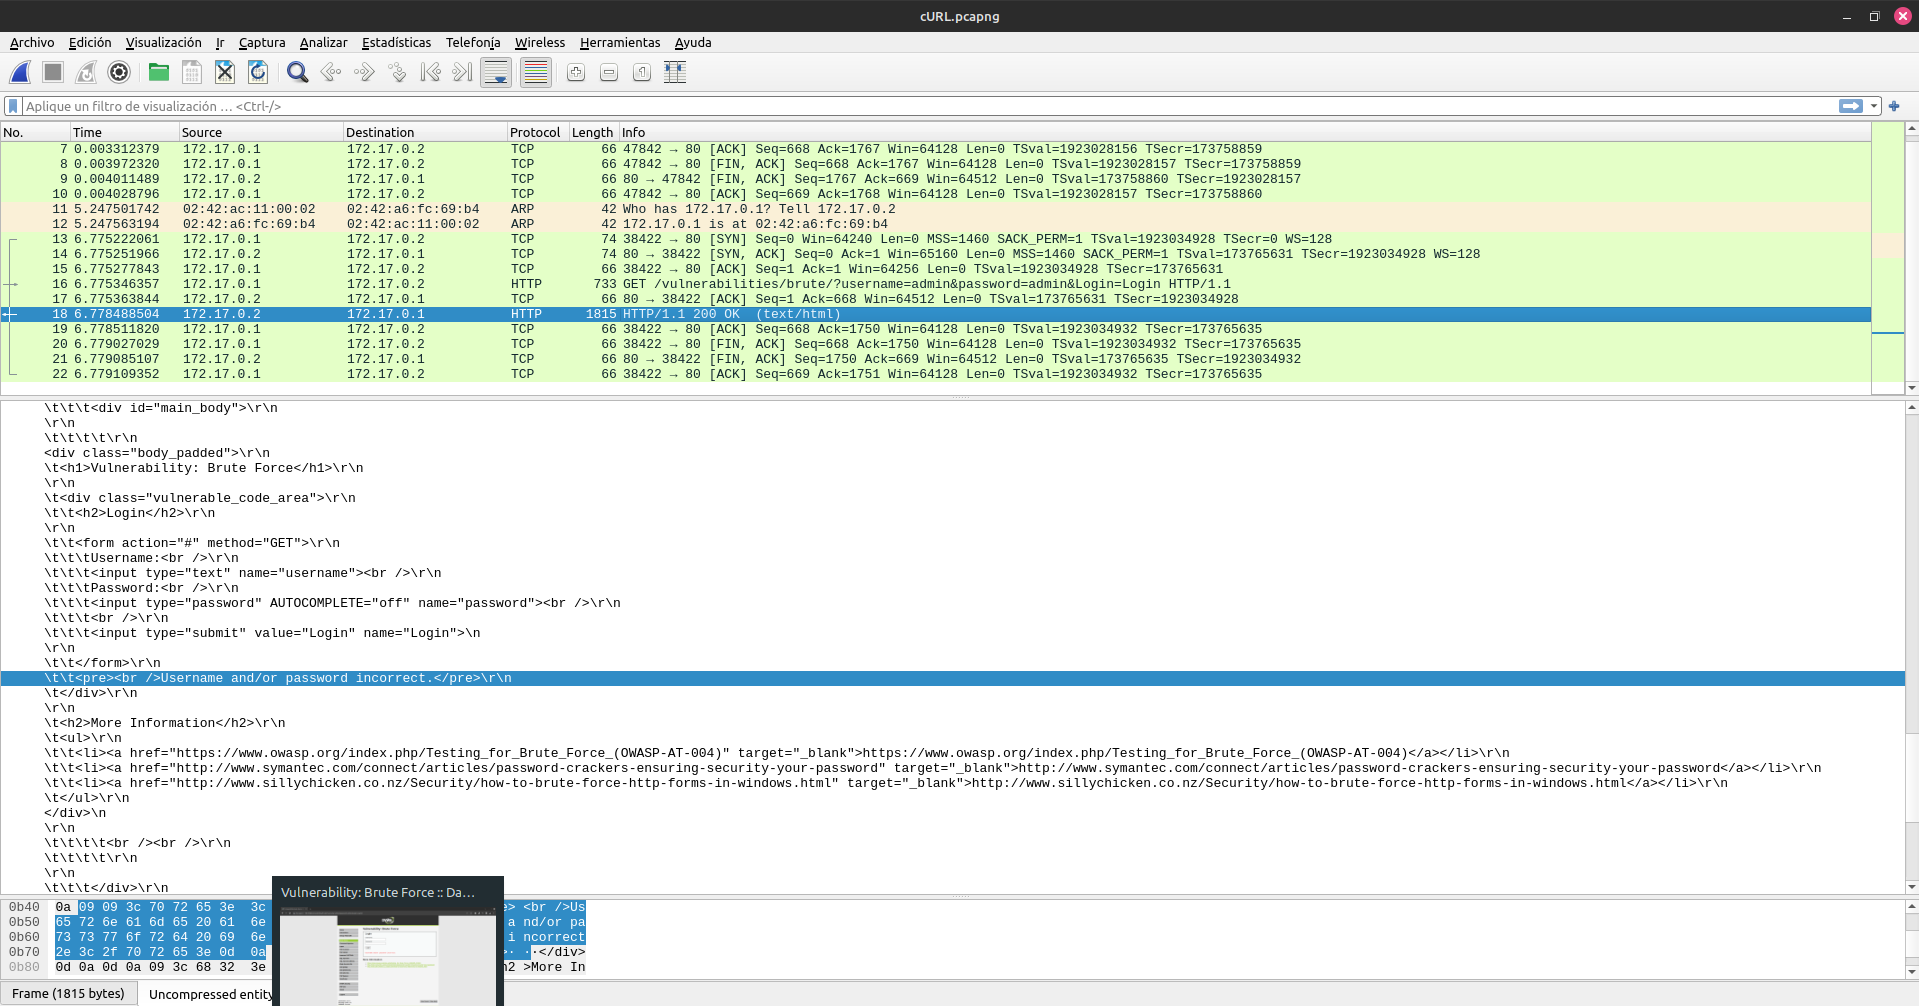 cURL.pcapng
Archivo Edición Visualización Ir Captura Analizar Estadísticas Telefonía Wireless Herramientas Ayuda
Aplique un filtro de visualización … <Ctrl-/>
No. Time Source Destination Protocol Length Info
7 0.003312379 172.17.0.1 172.17.0.2 TCP 66 47842 → 80 [ACK] Seq=668 Ack=1767 Win=64128 Len=0 TSval=1923028156 TSecr=173758859
8 0.003972320 172.17.0.1 172.17.0.2 TCP 66 47842 → 80 [FIN, ACK] Seq=668 Ack=1767 Win=64128 Len=0 TSval=1923028157 TSecr=173758859
9 0.004011489 172.17.0.2 172.17.0.1 TCP 66 80 → 47842 [FIN, ACK] Seq=1767 Ack=669 Win=64512 Len=0 TSval=173758860 TSecr=1923028157
10 0.004028796 172.17.0.1 172.17.0.2 TCP 66 47842 → 80 [ACK] Seq=669 Ack=1768 Win=64128 Len=0 TSval=1923028157 TSecr=173758860
11 5.247501742 02:42:ac:11:00:02 02:42:a6:fc:69:b4 ARP 42 Who has 172.17.0.1? Tell 172.17.0.2
12 5.247563194 02:42:a6:fc:69:b4 02:42:ac:11:00:02 ARP 42 172.17.0.1 is at 02:42:a6:fc:69:b4
13 6.775222061 172.17.0.1 172.17.0.2 TCP 74 38422 → 80 [SYN] Seq=0 Win=64240 Len=0 MSS=1460 SACK_PERM=1 TSval=1923034928 TSecr=0 WS=128
14 6.775251966 172.17.0.2 172.17.0.1 TCP 74 80 → 38422 [SYN, ACK] Seq=0 Ack=1 Win=65160 Len=0 MSS=1460 SACK_PERM=1 TSval=173765631 TSecr=1923034928 WS=128
15 6.775277843 172.17.0.1 172.17.0.2 TCP 66 38422 → 80 [ACK] Seq=1 Ack=1 Win=64256 Len=0 TSval=1923034928 TSecr=173765631
16 6.775346357 172.17.0.1 172.17.0.2 HTTP 733 GET /vulnerabilities/brute/?username=admin&password=admin&Login=Login HTTP/1.1
17 6.775363844 172.17.0.2 172.17.0.1 TCP 66 80 → 38422 [ACK] Seq=1 Ack=668 Win=64512 Len=0 TSval=173765631 TSecr=1923034928
18 6.778488504 172.17.0.2 172.17.0.1 HTTP 1815 HTTP/1.1 200 OK  (text/html)
19 6.778511820 172.17.0.1 172.17.0.2 TCP 66 38422 → 80 [ACK] Seq=668 Ack=1750 Win=64128 Len=0 TSval=1923034932 TSecr=173765635
20 6.779027029 172.17.0.1 172.17.0.2 TCP 66 38422 → 80 [FIN, ACK] Seq=668 Ack=1750 Win=64128 Len=0 TSval=1923034932 TSecr=173765635
21 6.779085107 172.17.0.2 172.17.0.1 TCP 66 80 → 38422 [FIN, ACK] Seq=1750 Ack=669 Win=64512 Len=0 TSval=173765635 TSecr=1923034932
22 6.779109352 172.17.0.1 172.17.0.2 TCP 66 38422 → 80 [ACK] Seq=669 Ack=1751 Win=64128 Len=0 TSval=1923034932 TSecr=173765635
\t\t\t<div id="main_body">\r\n
\r\n
\t\t\t\t\r\n
<div class="body_padded">\r\n
\t<h1>Vulnerability: Brute Force</h1>\r\n
\r\n
\t<div class="vulnerable_code_area">\r\n
\t\t<h2>Login</h2>\r\n
\r\n
\t\t<form action="#" method="GET">\r\n
\t\t\tUsername:<br />\r\n
\t\t\t<input type="text" name="username"><br />\r\n
\t\t\tPassword:<br />\r\n
\t\t\t<input type="password" AUTOCOMPLETE="off" name="password"><br />\r\n
\t\t\t<br />\r\n
\t\t\t<input type="submit" value="Login" name="Login">\n
\r\n
\t\t</form>\r\n
\t\t<pre><br />Username and/or password incorrect.</pre>\r\n
\t</div>\r\n
\r\n
\t<h2>More Information</h2>\r\n
\t<ul>\r\n
\t\t<li><a href="https://www.owasp.org/index.php/Testing_for_Brute_Force_(OWASP-AT-004)" target="_blank">https://www.owasp.org/index.php/Testing_for_Brute_Force_(OWASP-AT-004)</a></li>\r\n
\t\t<li><a href="http://www.symantec.com/connect/articles/password-crackers-ensuring-security-your-password" target="_blank">http://www.symantec.com/connect/articles/password-crackers-ensuring-security-your-password</a></li>\r\n
\t\t<li><a href="http://www.sillychicken.co.nz/Security/how-to-brute-force-http-forms-in-windows.html" target="_blank">http://www.sillychicken.co.nz/Security/how-to-brute-force-http-forms-in-windows.html</a></li>\r\n
\t</ul>\r\n
</div>\n
\r\n
\t\t\t\t<br /><br />\r\n
\t\t\t\t\r\n
\r\n
\t\t\t</div>\r\n
Vulnerability: Brute Force :: Da…
0b40 0a 09 09 3c 70 72 65 3e 3c e> <br />Us
0b50 65 72 6e 61 6d 65 20 61 6e a nd/or pa
0b60 73 73 77 6f 72 64 20 69 6e i ncorrect
0b70 2e 3c 2f 70 72 65 3e 0d 0a >· ··</div>
0b80 0d 0a 0d 0a 09 3c 68 32 3e h2 >More In
Frame (1815 bytes) Uncompressed entity